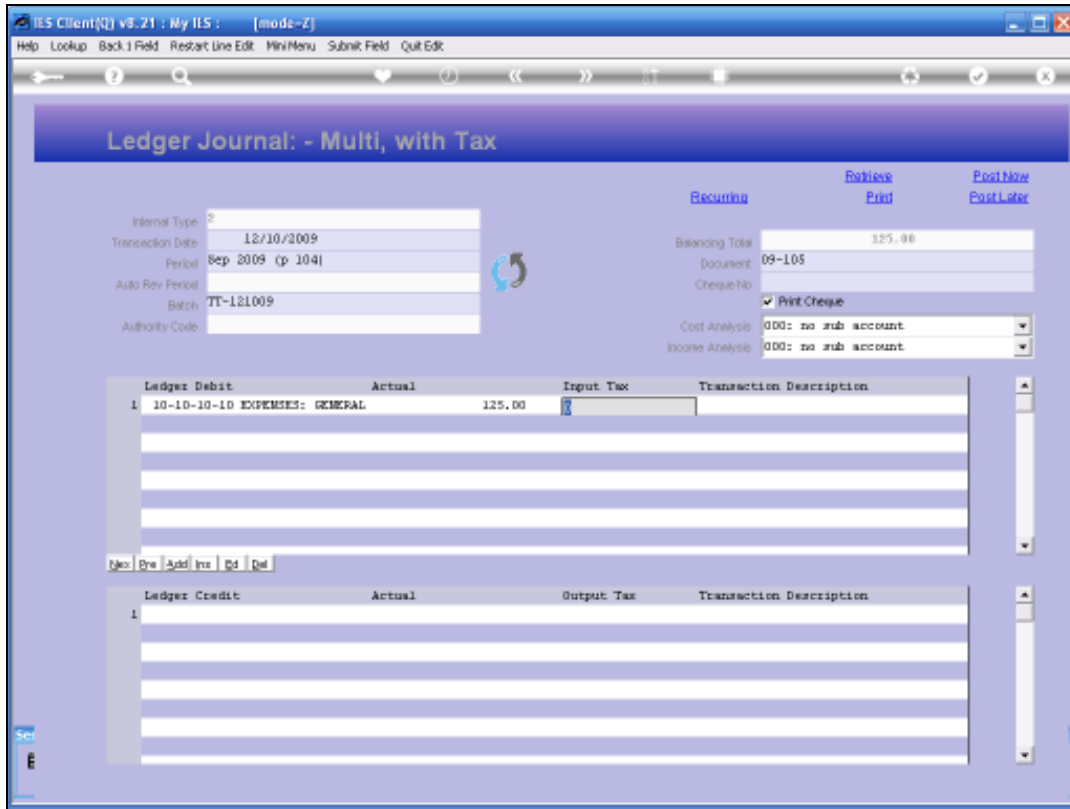 IES Client(Q) v8.21 : My IES : [mode-Z]
Help Lookup Back 1 Field Restart Line Edit MiniMenu Submit Field Quit Edit
Ledger Journal: - Multi, with Tax
Retrieve Post Now
Recurring Print Post Later
Internal Type 2
Transaction Date 12/10/2009 Balancing Total 125.00
Period Sep 2009 (p 104) Document 09-105
Auto Rev Period Cheque No
Batch TT-121009 Print Cheque
Authority Code Cost Analysis 000: no sub account
Income Analysis 000: no sub account
Ledger Debit Actual Input Tax Transaction Description
1 10-10-10-10 EXPENSES: GENERAL 125.00 0
Nex Pre Add Ins Ed Del
Ledger Credit Actual Output Tax Transaction Description
1
Ser